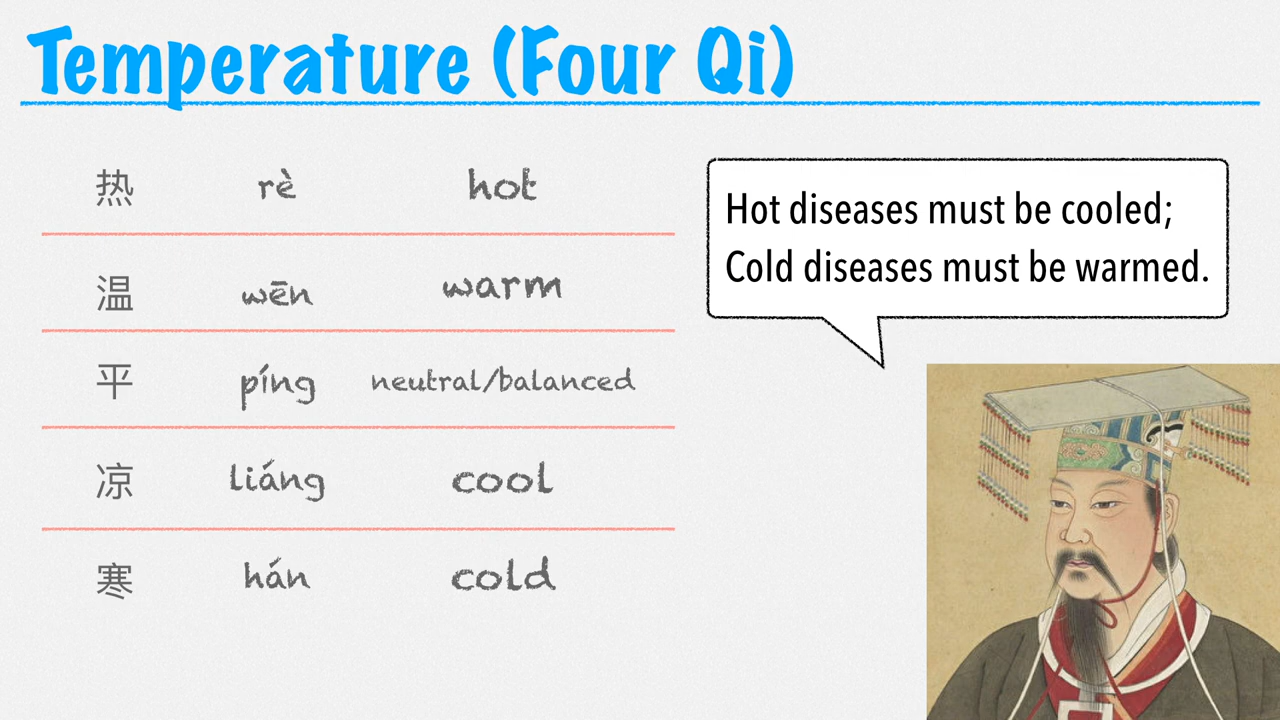 Temperature (Four Qi)
热 rè hot
温 wēn warm
平 píng neutral/balanced
凉 liáng cool
寒 hán cold
Hot diseases must be cooled;
Cold diseases must be warmed.